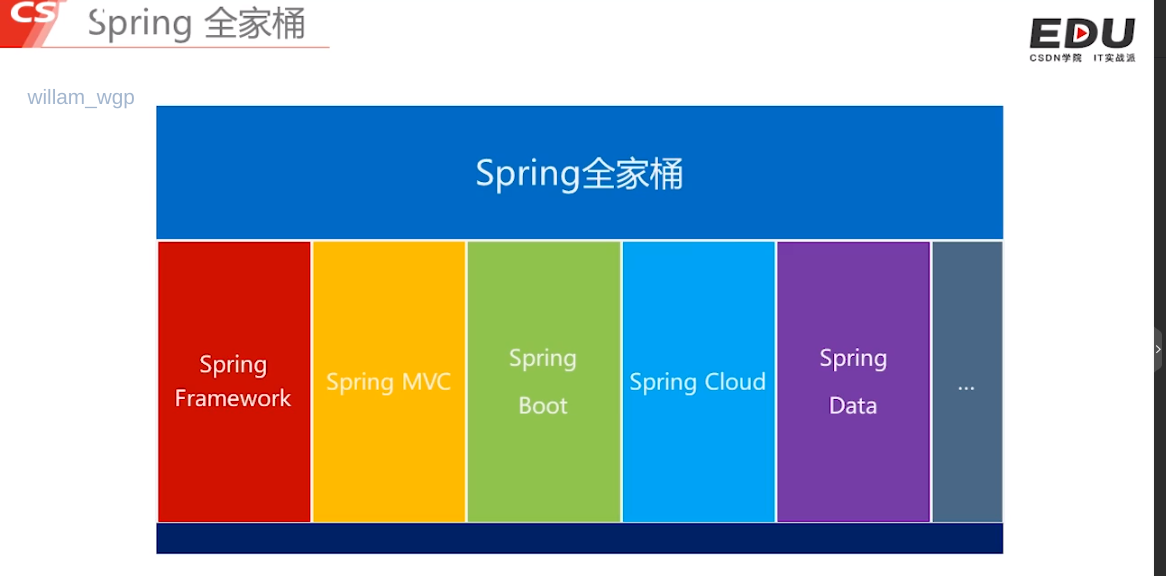 CS
Spring 全家桶
EDU
CSDN学院 IT实战派
willam_wgp
Spring全家桶
Spring
Framework
Spring MVC
Spring
Boot
Spring Cloud
Spring
Data
...